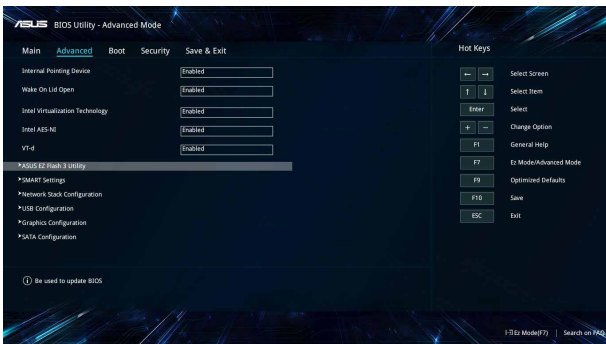 ASUS BIOS Utility - Advanced Mode
Main Advanced Boot Security Save & Exit
Hot Keys
Internal Pointing Device Enabled
Wake On Lid Open Enabled
Intel Virtualization Technology Enabled
Intel AES-NI Enabled
VT-d Enabled
>ASUS EZ Flash 3 Utility
>SMART Settings
>Network Stack Configuration
>USB Configuration
>Graphics Configuration
>SATA Configuration
← → Select Screen
↑ ↓ Select Item
Enter Select
+ − Change Option
F1 General Help
F7 Ez Mode/Advanced Mode
F9 Optimized Defaults
F10 Save
ESC Exit
Be used to update BIOS
Ez Mode(F7) | Search on FAQ